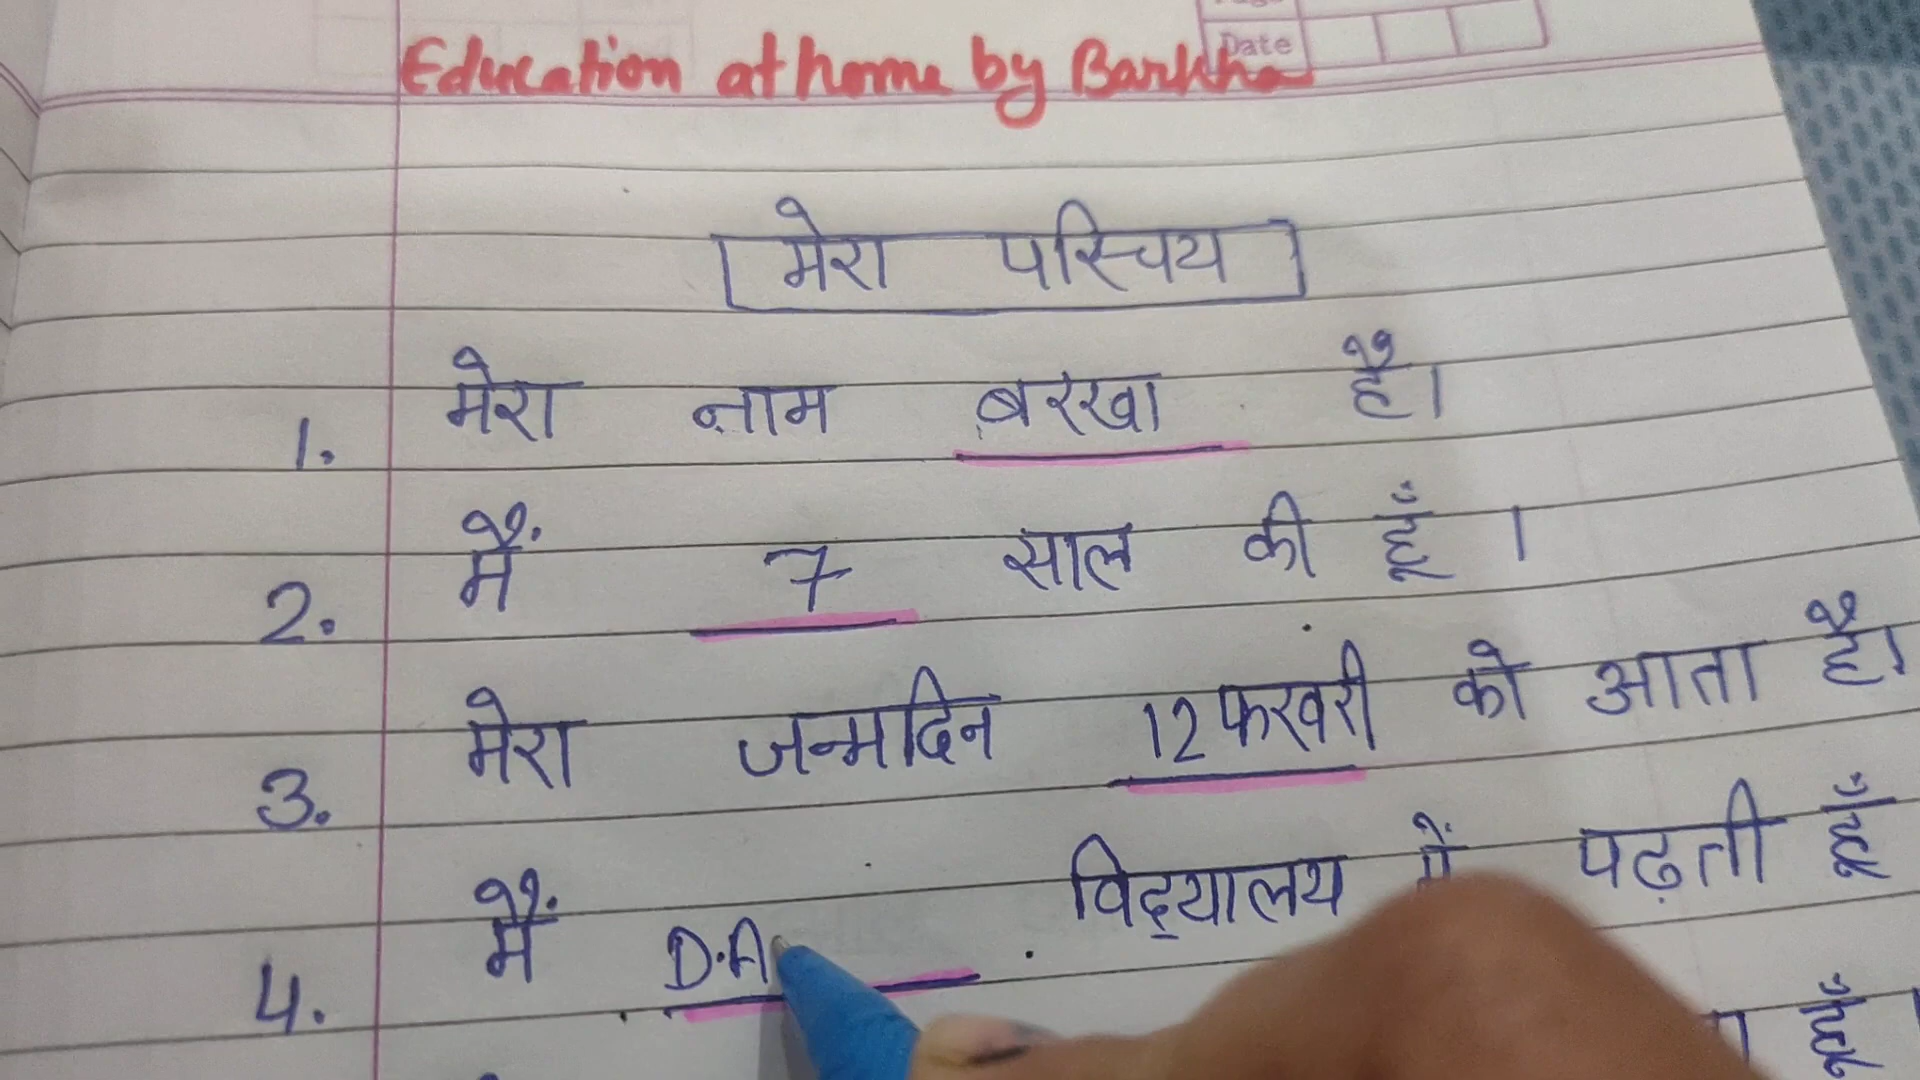 Date
Education at home by Barkha
मेरा परिचय
1. मेरा नाम बरखा है।
2. मैं 7 साल की हूँ ।
3. मेरा जन्मदिन 12 फरवरी को आता है।
4. मैं D.A विद्यालय में पढ़ती हूँ
हूँ